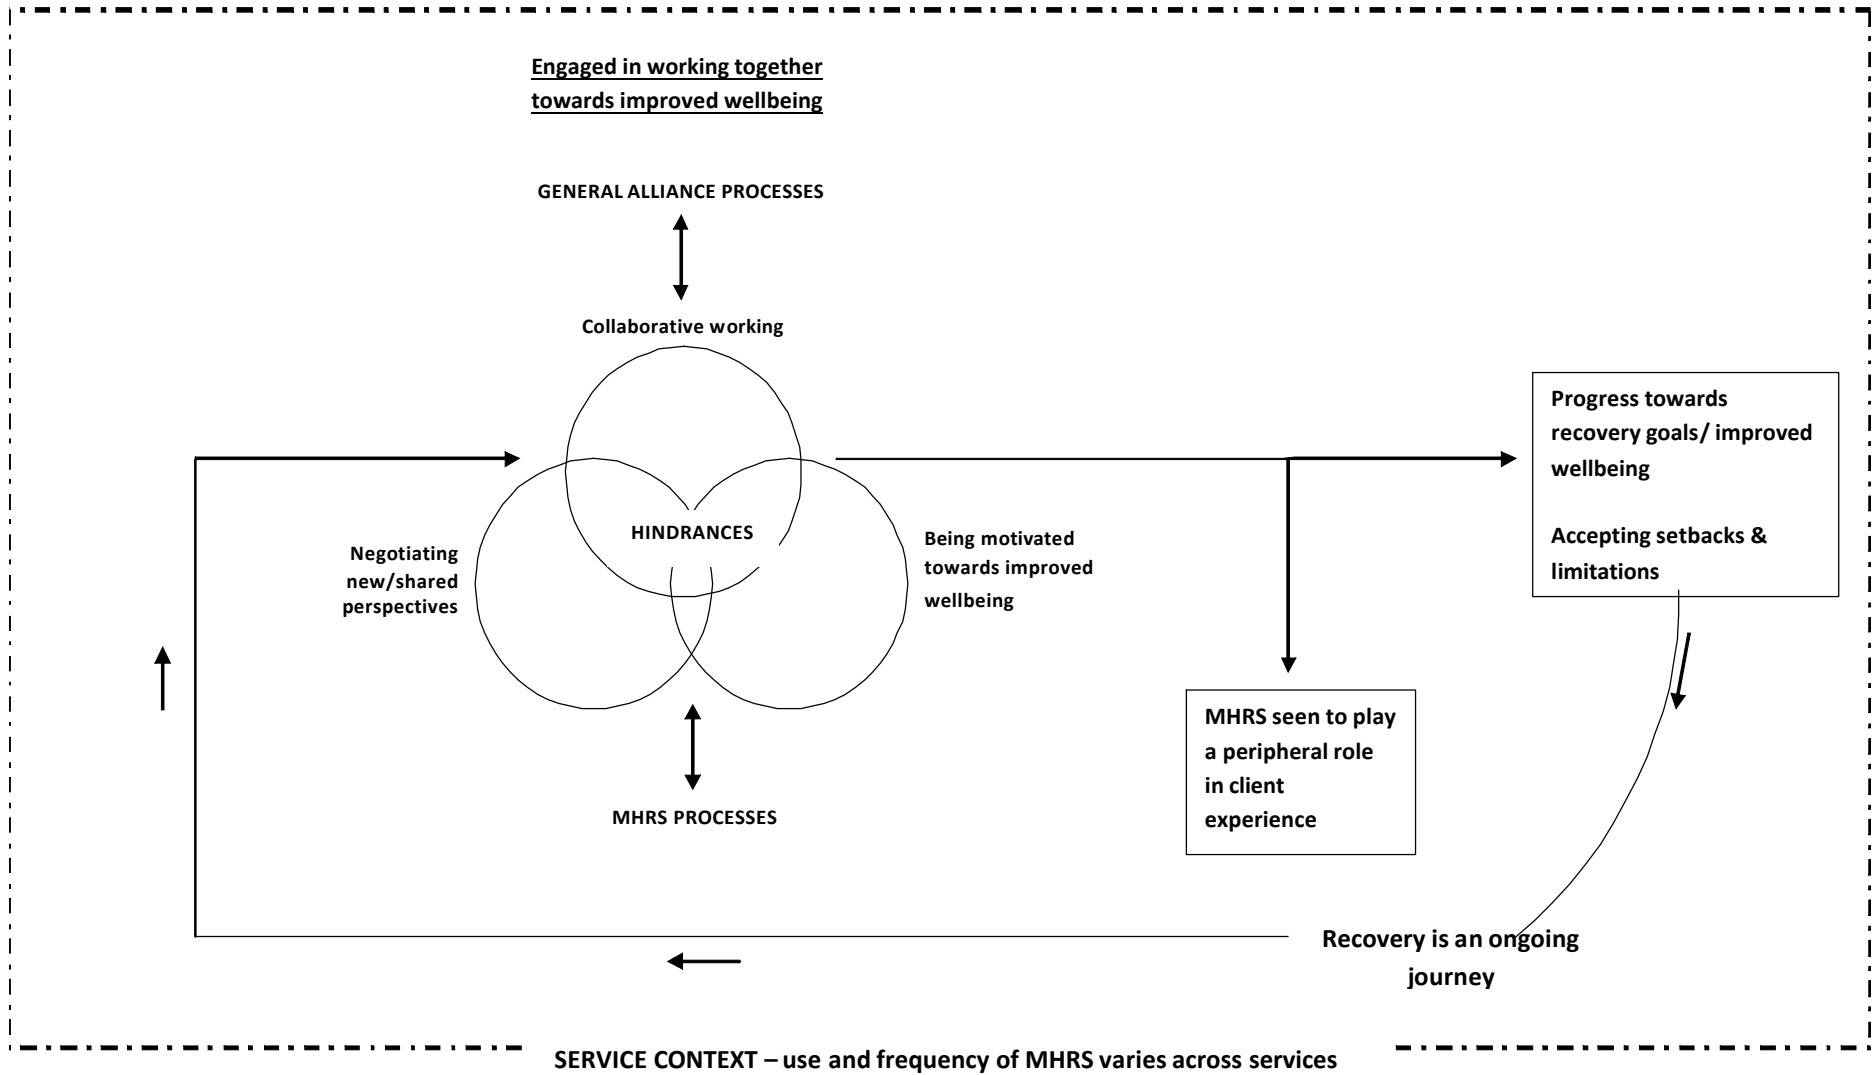 Engaged in working together
towards improved wellbeing
GENERAL ALLIANCE PROCESSES
Collaborative working
HINDRANCES
Negotiating
new/shared
perspectives
Being motivated
towards improved
wellbeing
MHRS PROCESSES
Progress towards
recovery goals/ improved
wellbeing
Accepting setbacks &
limitations
MHRS seen to play
a peripheral role
in client
experience
Recovery is an ongoing
journey
SERVICE CONTEXT – use and frequency of MHRS varies across services